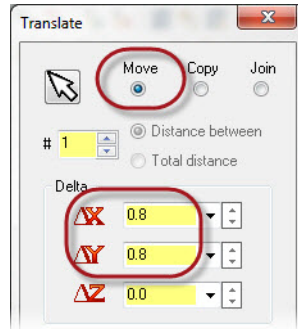 Translate
Move Copy Join
# 1
Distance between
Total distance
Delta
ΔX 0.8
ΔY 0.8
ΔZ 0.0